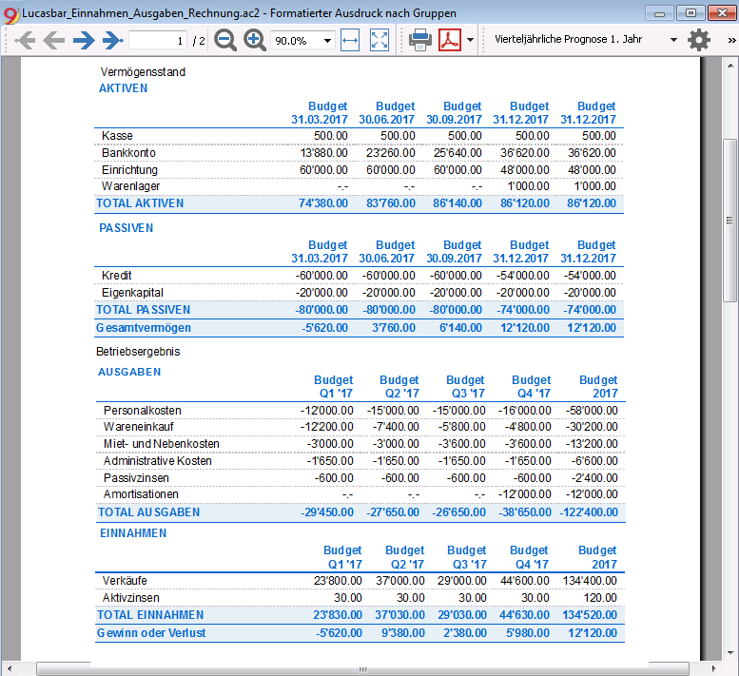 Lucasbar_Einnahmen_Ausgaben_Rechnung.ac2 - Formatierter Ausdruck nach Gruppen
1 / 2 90.0% Vierteljährliche Prognose 1. Jahr »
Vermögensstand
AKTIVEN
Budget Budget Budget Budget Budget
31.03.2017 30.06.2017 30.09.2017 31.12.2017 31.12.2017
Kasse 500.00 500.00 500.00 500.00 500.00
Bankkonto 13'880.00 23'260.00 25'640.00 36'620.00 36'620.00
Einrichtung 60'000.00 60'000.00 60'000.00 48'000.00 48'000.00
Warenlager -.- -.- -.- 1'000.00 1'000.00
TOTAL AKTIVEN 74'380.00 83'760.00 86'140.00 86'120.00 86'120.00
PASSIVEN
Budget Budget Budget Budget Budget
31.03.2017 30.06.2017 30.09.2017 31.12.2017 31.12.2017
Kredit -60'000.00 -60'000.00 -60'000.00 -54'000.00 -54'000.00
Eigenkapital -20'000.00 -20'000.00 -20'000.00 -20'000.00 -20'000.00
TOTAL PASSIVEN -80'000.00 -80'000.00 -80'000.00 -74'000.00 -74'000.00
Gesamtvermögen -5'620.00 3'760.00 6'140.00 12'120.00 12'120.00
Betriebsergebnis
AUSGABEN
Budget Budget Budget Budget Budget
Q1 '17 Q2 '17 Q3 '17 Q4 '17 2017
Personalkosten -12'000.00 -15'000.00 -15'000.00 -16'000.00 -58'000.00
Wareneinkauf -12'200.00 -7'400.00 -5'800.00 -4'800.00 -30'200.00
Miet- und Nebenkosten -3'000.00 -3'000.00 -3'600.00 -3'600.00 -13'200.00
Administrative Kosten -1'650.00 -1'650.00 -1'650.00 -1'650.00 -6'600.00
Passivzinsen -600.00 -600.00 -600.00 -600.00 -2'400.00
Amortisationen -.- -.- -.- -12'000.00 -12'000.00
TOTAL AUSGABEN -29'450.00 -27'650.00 -26'650.00 -38'650.00 -122'400.00
EINNAHMEN
Budget Budget Budget Budget Budget
Q1 '17 Q2 '17 Q3 '17 Q4 '17 2017
Verkäufe 23'800.00 37'000.00 29'000.00 44'600.00 134'400.00
Aktivzinsen 30.00 30.00 30.00 30.00 120.00
TOTAL EINNAHMEN 23'830.00 37'030.00 29'030.00 44'630.00 134'520.00
Gewinn oder Verlust -5'620.00 9'380.00 2'380.00 5'980.00 12'120.00